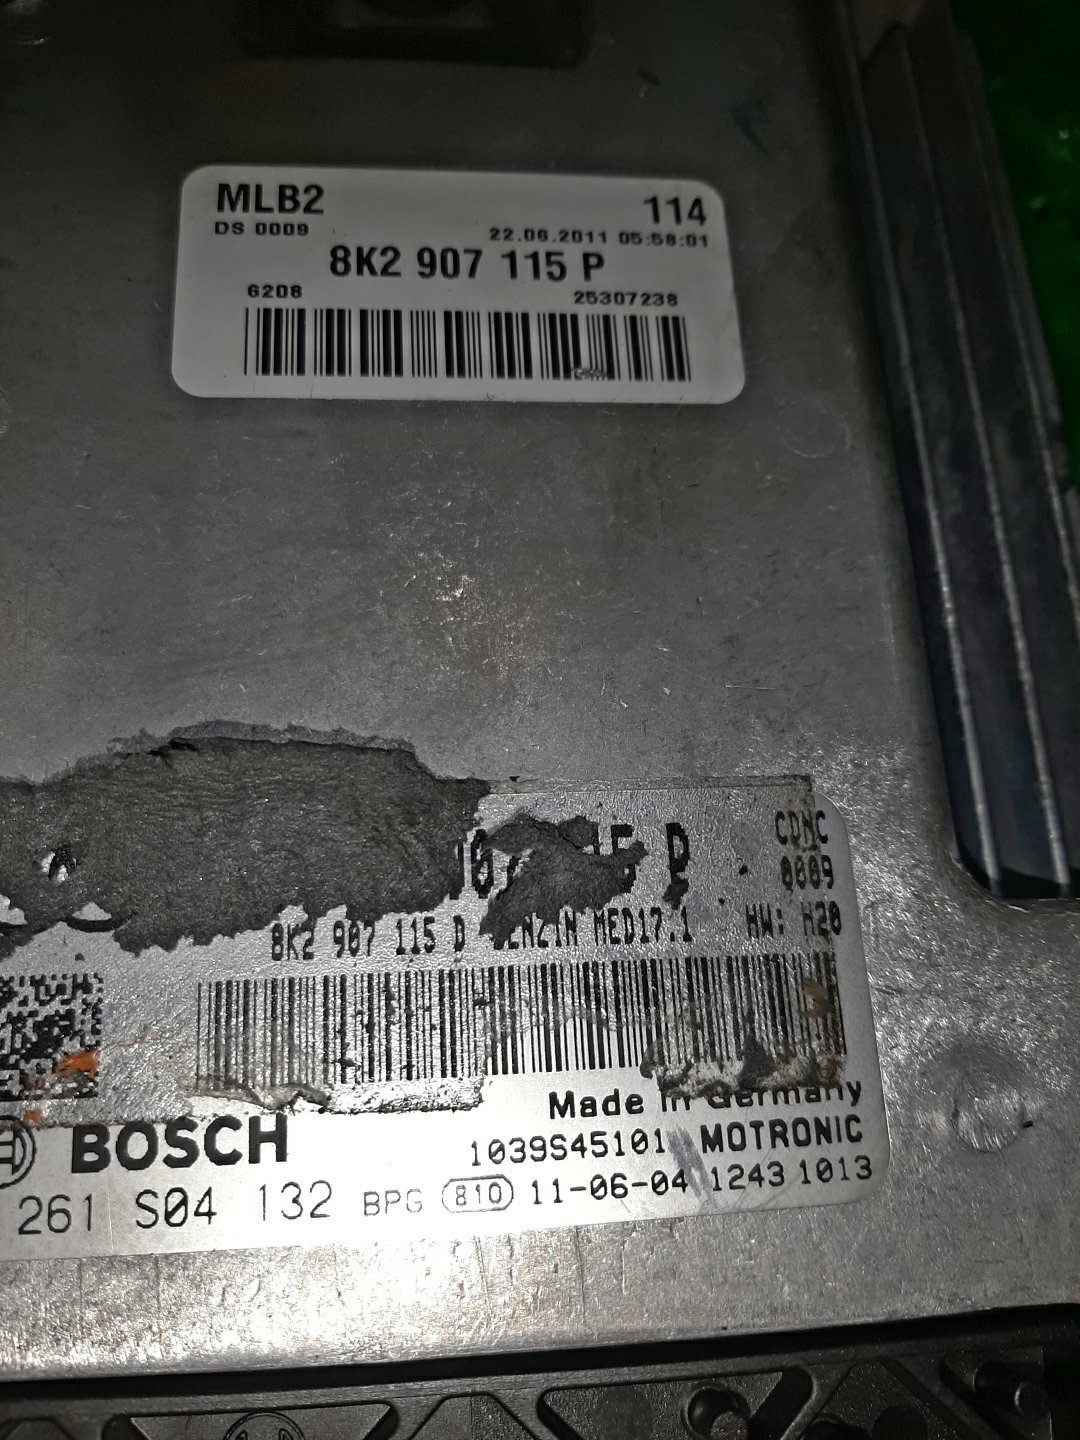 MLB2 114
DS 0009 22.06.2011 05:58:01
8K2 907 115 P
6208 25307238
P CDNC
0009
8K2 907 115 D MED17.1 HW: H20
Made in Germany
BOSCH 1039S45101 MOTRONIC
261 S04 132 BPG 810 11-06-04 1243 1013